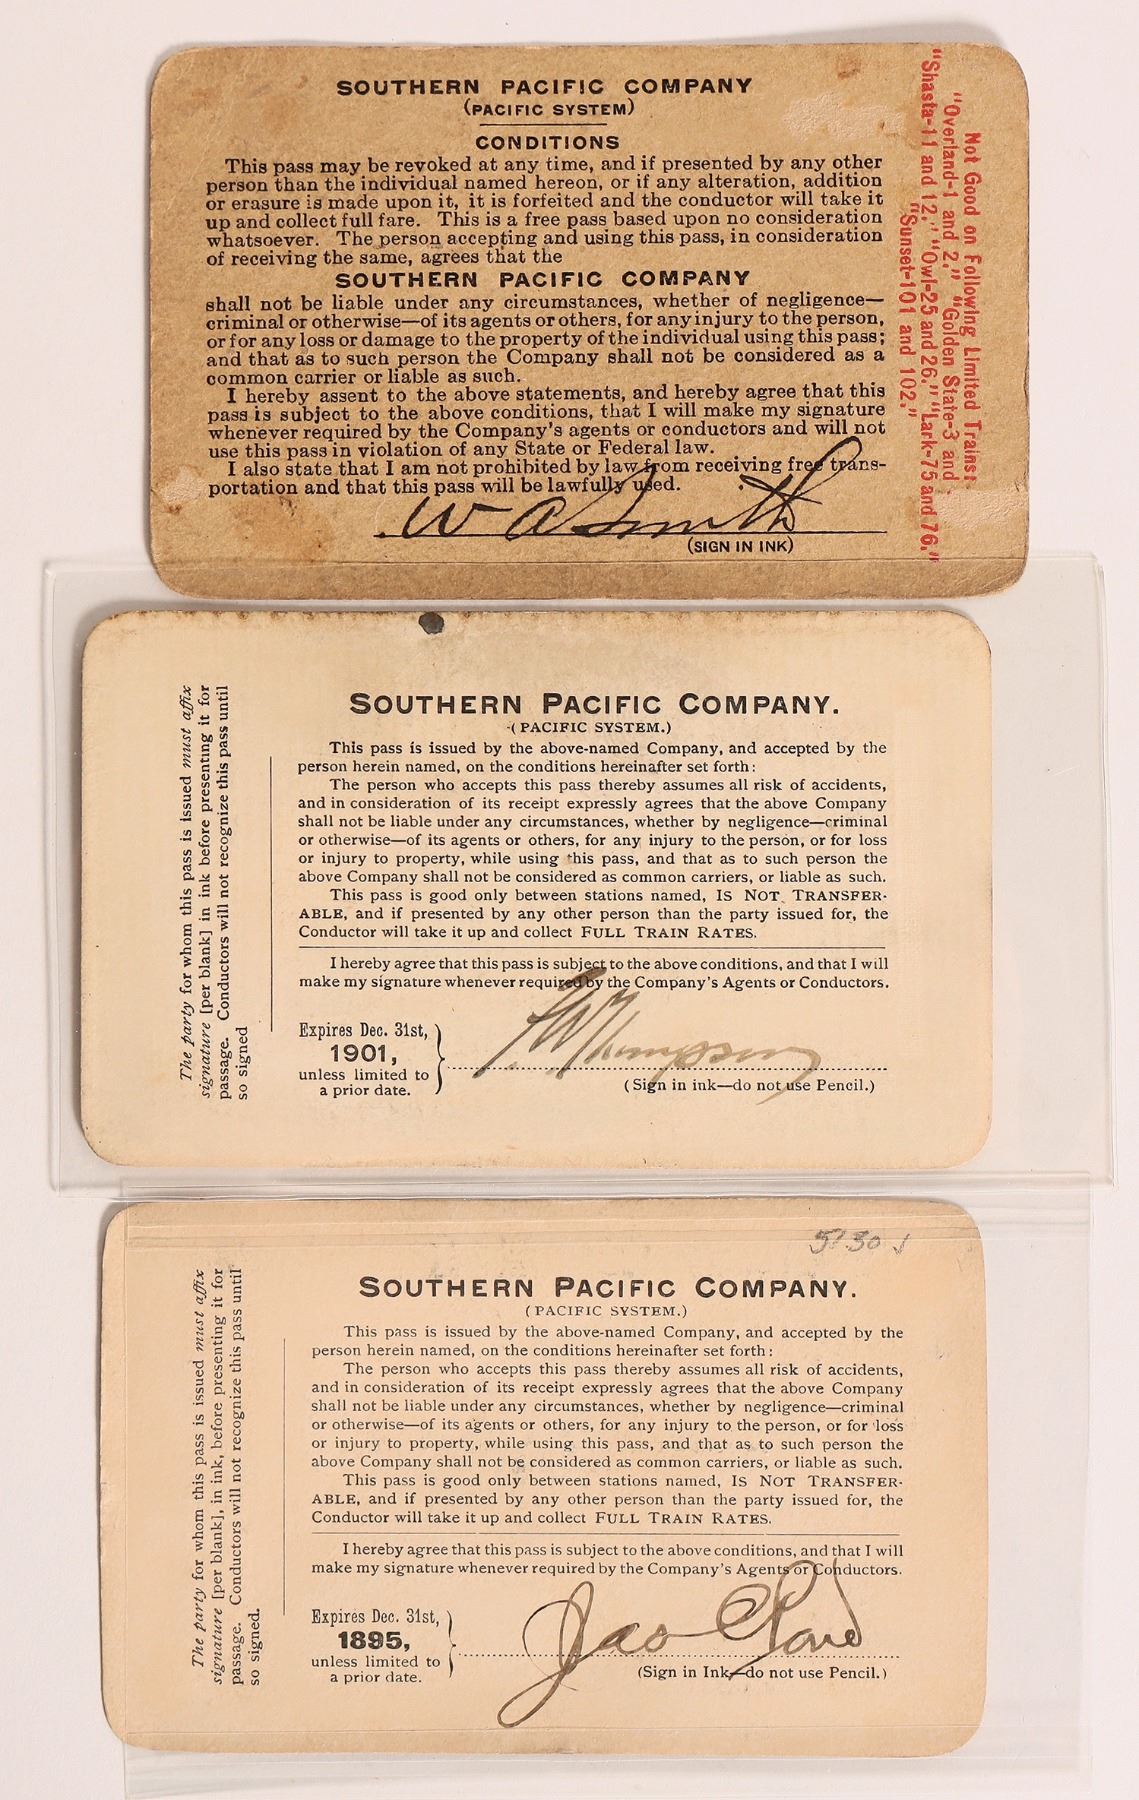 SOUTHERN PACIFIC COMPANY
(PACIFIC SYSTEM)
CONDITIONS
This pass may be revoked at any time, and if presented by any other
person than the individual named hereon, or if any alteration, addition
or erasure is made upon it, it is forfeited and the conductor will take it
up and collect full fare. This is a free pass based upon no consideration
whatsoever. The person accepting and using this pass, in consideration
of receiving the same, agrees that the
SOUTHERN PACIFIC COMPANY
shall not be liable under any circumstances, whether of negligence—
criminal or otherwise—of its agents or others, for any injury to the person,
or for any loss or damage to the property of the individual using this pass;
and that as to such person the Company shall not be considered as a
common carrier or liable as such.
I hereby assent to the above statements, and hereby agree that this
pass is subject to the above conditions, that I will make my signature
whenever required by the Company's agents or conductors and will not
use this pass in violation of any State or Federal law.
I also state that I am not prohibited by law from receiving free trans-
portation and that this pass will be lawfully used.
W A Smith
(SIGN IN INK)
Not Good on Following Limited Trains:
"Overland-1 and 2," "Golden State-3 and
"Shasta-11 and 12," "Owl-25 and 26," "Lark-75 and 76,"
"Sunset-101 and 102."
The party for whom this pass is issued must affix
signature [per blank] in ink before presenting it for
passage. Conductors will not recognize this pass until
so signed
SOUTHERN PACIFIC COMPANY.
(PACIFIC SYSTEM.)
This pass is issued by the above-named Company, and accepted by the
person herein named, on the conditions hereinafter set forth:
The person who accepts this pass thereby assumes all risk of accidents,
and in consideration of its receipt expressly agrees that the above Company
shall not be liable under any circumstances, whether by negligence—criminal
or otherwise—of its agents or others, for any injury to the person, or for loss
or injury to property, while using this pass, and that as to such person the
above Company shall not be considered as common carriers, or liable as such.
This pass is good only between stations named, IS NOT TRANSFER-
ABLE, and if presented by any other person than the party issued for, the
Conductor will take it up and collect FULL TRAIN RATES.
I hereby agree that this pass is subject to the above conditions, and that I will
make my signature whenever required by the Company's Agents or Conductors.
Expires Dec. 31st,
1901,
unless limited to
a prior date.
(Sign in ink—do not use Pencil.)
5130
The party for whom this pass is issued must affix
signature [per blank], in ink, before presenting it for
passage. Conductors will not recognize this pass until
so signed.
SOUTHERN PACIFIC COMPANY.
(PACIFIC SYSTEM.)
This pass is issued by the above-named Company, and accepted by the
person herein named, on the conditions hereinafter set forth:
The person who accepts this pass thereby assumes all risk of accidents,
and in consideration of its receipt expressly agrees that the above Company
shall not be liable under any circumstances, whether by negligence—criminal
or otherwise—of its agents or others, for any injury to the person, or for loss
or injury to property, while using this pass, and that as to such person the
above Company shall not be considered as common carriers, or liable as such.
This pass is good only between stations named, IS NOT TRANSFER-
ABLE, and if presented by any other person than the party issued for, the
Conductor will take it up and collect FULL TRAIN RATES.
I hereby agree that this pass is subject to the above conditions, and that I will
make my signature whenever required by the Company's Agents or Conductors.
Expires Dec. 31st,
1895,
unless limited to
a prior date.
(Sign in Ink—do not use Pencil.)